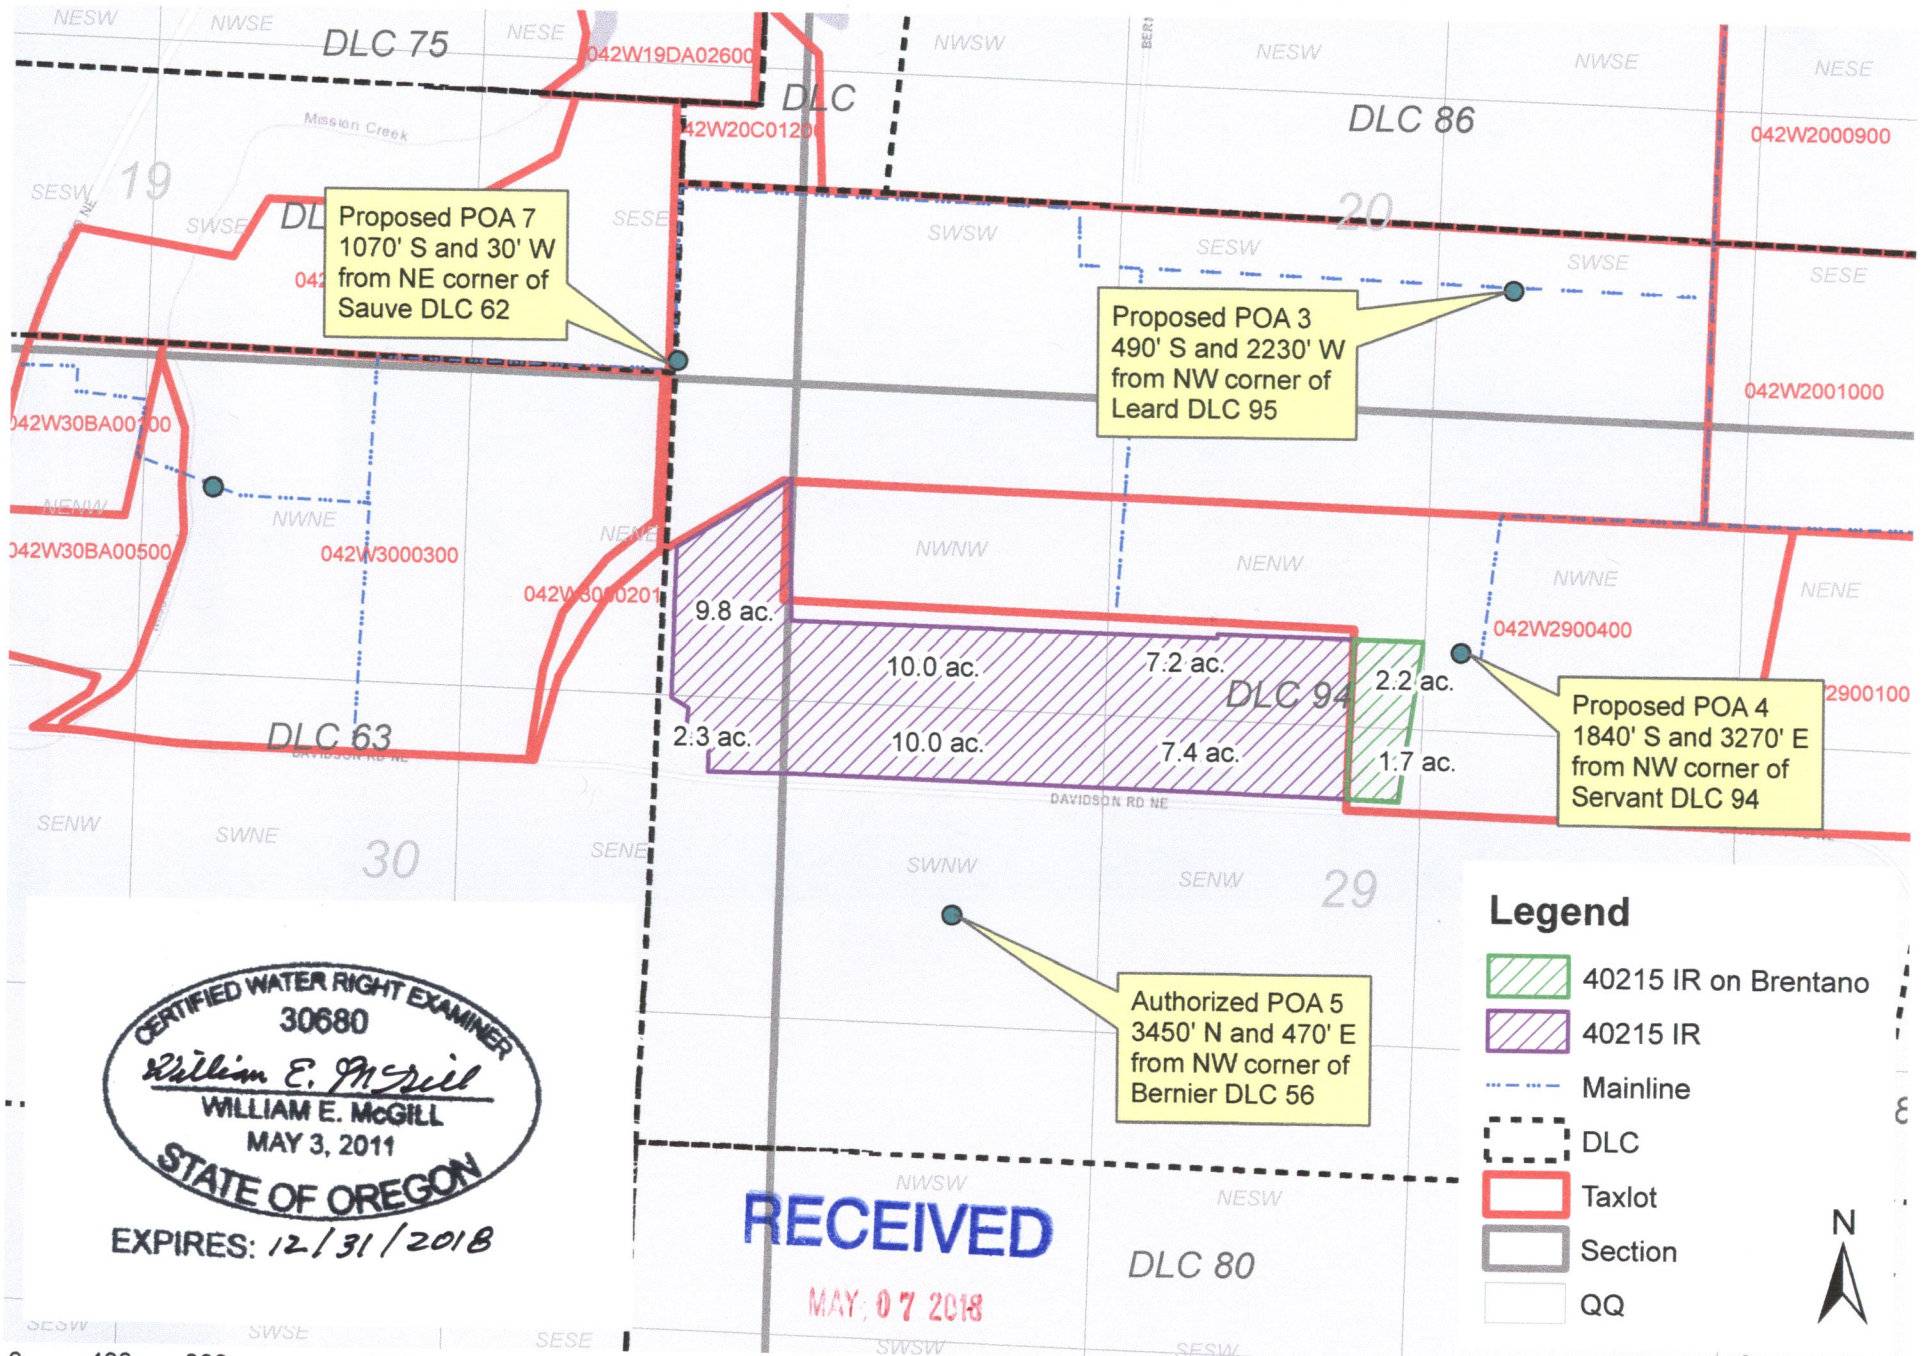 NESW
NWSE
DLC 75
NESE
042W19DA02600
NWSW
NESW
NWSE
NESE
DLC
DLC 86
Mission Creek
42W20C0120
042W2000900
19
SESW
SWSE
DL
SESE
20
SWSW
SESW
SWSE
SESE
Proposed POA 7
1070' S and 30' W
from NE corner of
Sauve DLC 62
042
Proposed POA 3
490' S and 2230' W
from NW corner of
Leard DLC 95
042W2001000
042W30BA00100
NENW
NWNE
NENE
042W30BA00500
042W3000300
042W3000201
NWNW
NENW
NWNE
NENE
9.8 ac.
042W2900400
10.0 ac.
7.2 ac.
DLC 94
2.2 ac.
2900100
2.3 ac.
10.0 ac.
7.4 ac.
1.7 ac.
Proposed POA 4
1840' S and 3270' E
from NW corner of
Servant DLC 94
DLC 63
DAVIDSON RD NE
DAVIDSON RD NE
SENW
SWNE
30
SENE
SWNW
SENW
29
Authorized POA 5
3450' N and 470' E
from NW corner of
Bernier DLC 56
Legend
40215 IR on Brentano
40215 IR
Mainline
DLC
Taxlot
Section
QQ
N
CERTIFIED WATER RIGHT EXAMINER
30680
William E. McGill
WILLIAM E. McGILL
MAY 3, 2011
STATE OF OREGON
EXPIRES: 12/31/2018
NWSW
NESW
RECEIVED
MAY 07 2018
DLC 80
SESW
SWSE
SESE
SWSW
SESW